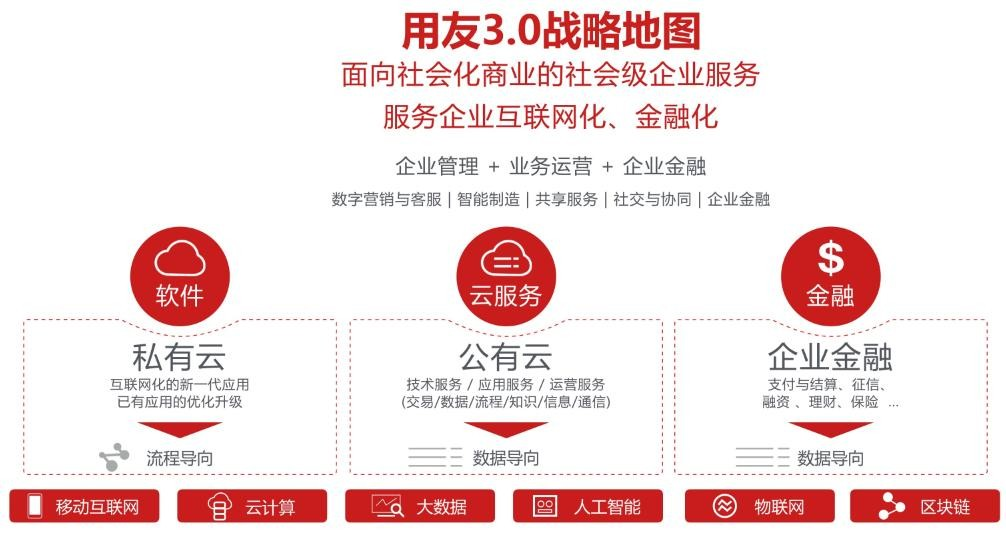 用友3.0战略地图
面向社会化商业的社会级企业服务
服务企业互联网化、金融化
企业管理 + 业务运营 + 企业金融
数字营销与客服 | 智能制造 | 共享服务 | 社交与协同 | 企业金融
软件
私有云
互联网化的新一代应用
已有应用的优化升级
流程导向
云服务
公有云
技术服务 / 应用服务 / 运营服务
(交易/数据/流程/知识/信息/通信)
数据导向
$
金融
企业金融
支付与结算、征信、
融资 、理财、保险 ...
数据导向
移动互联网
云计算
大数据
人工智能
物联网
区块链